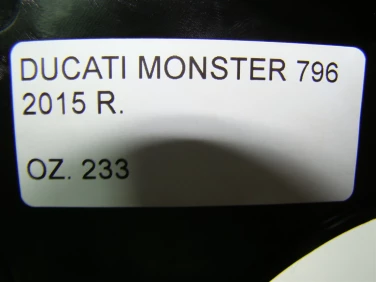 DUCATI MONSTER 796
2015 R.
OZ. 233